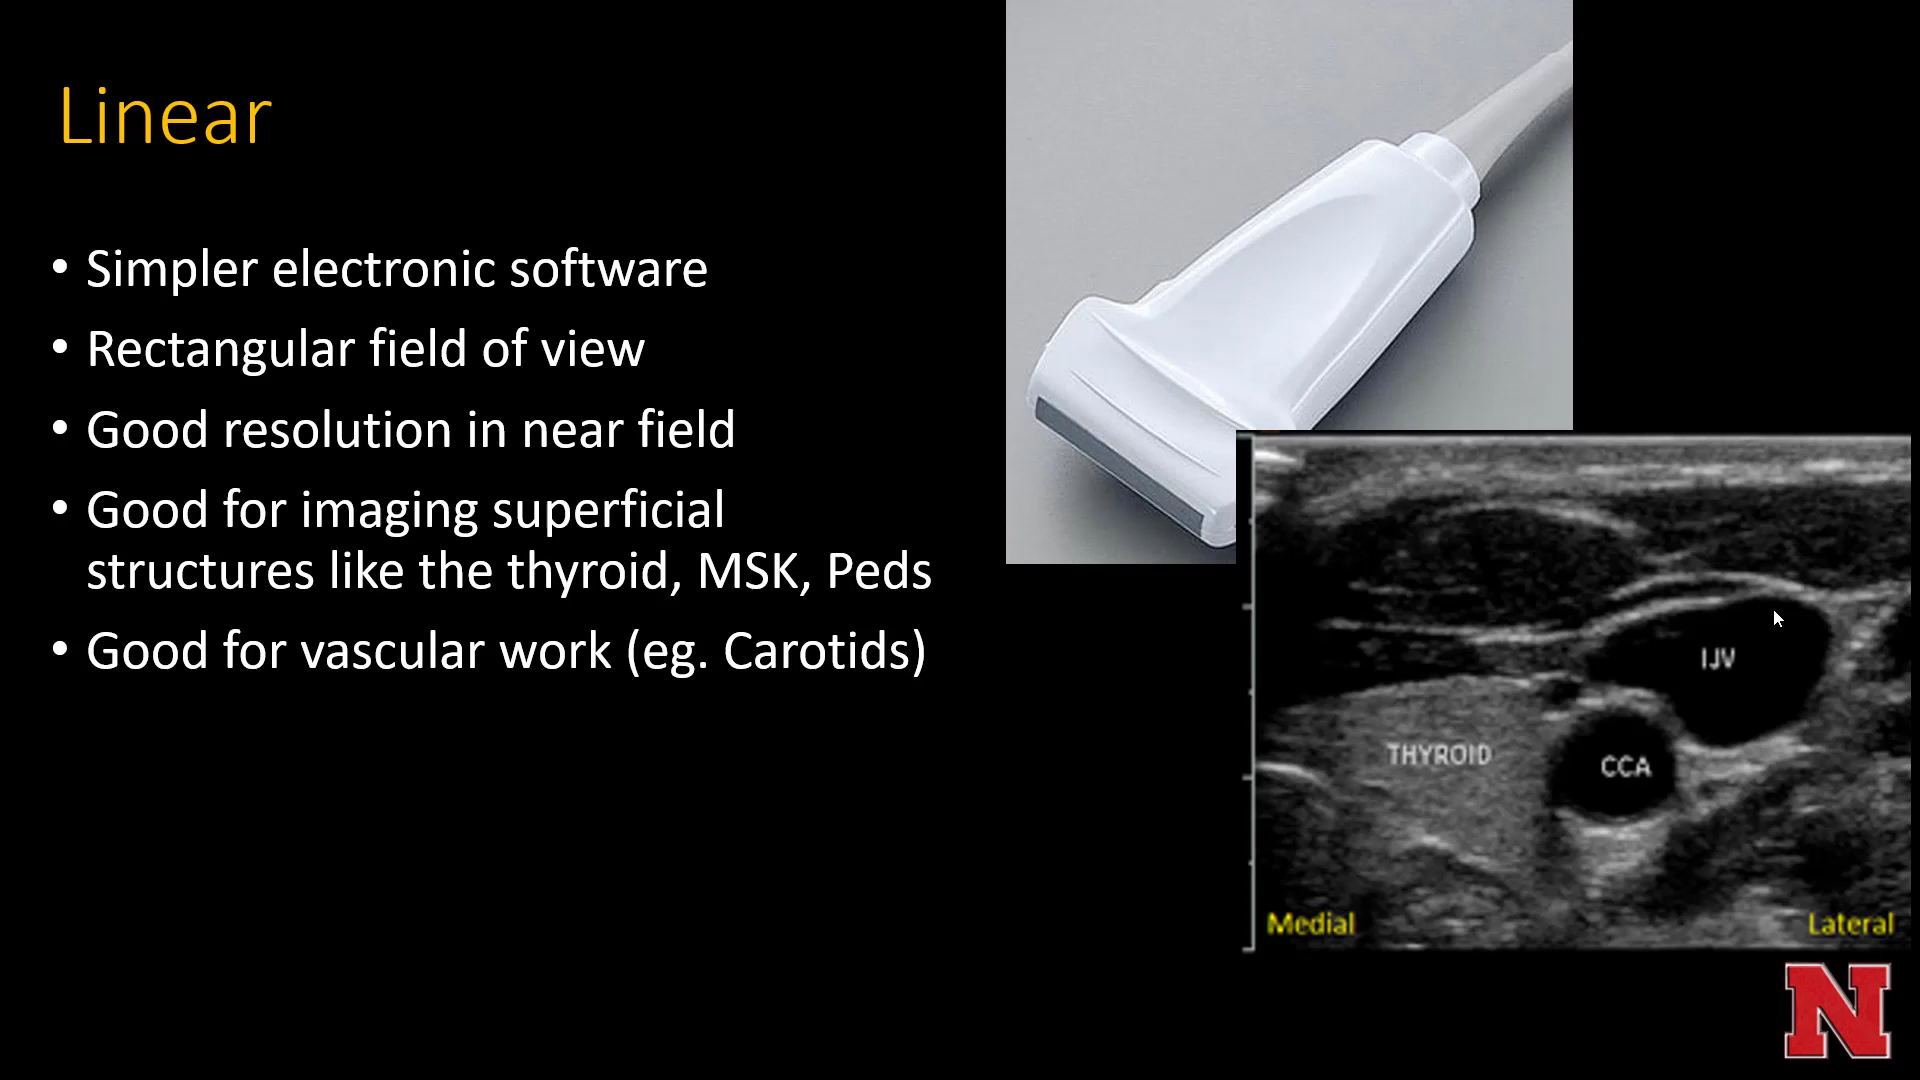 Linear
• Simpler electronic software
• Rectangular field of view
• Good resolution in near field
• Good for imaging superficial
structures like the thyroid, MSK, Peds
• Good for vascular work (eg. Carotids)
IJV
THYROID
CCA
Medial
Lateral
N